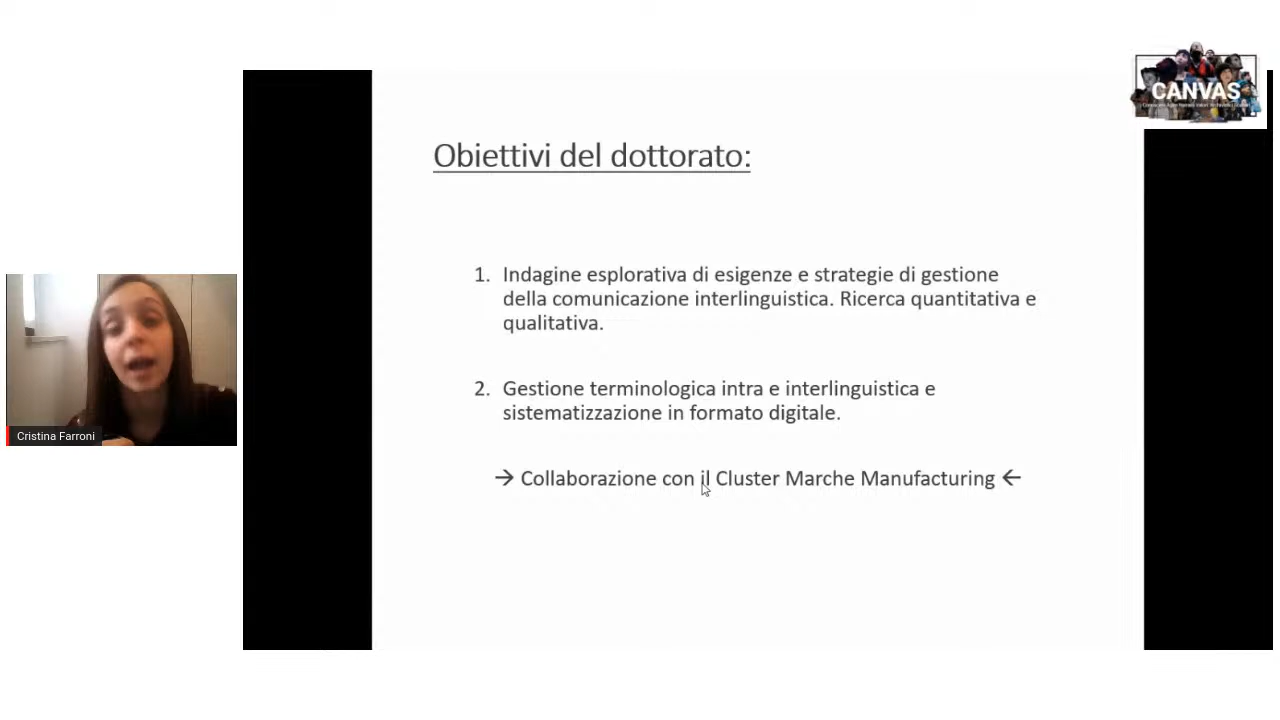 CANVAS
Obiettivi del dottorato:
1. Indagine esplorativa di esigenze e strategie di gestione
della comunicazione interlinguistica. Ricerca quantitativa e
qualitativa.
2. Gestione terminologica intra e interlinguistica e
sistematizzazione in formato digitale.
→ Collaborazione con il Cluster Marche Manufacturing ←
Cristina Farroni